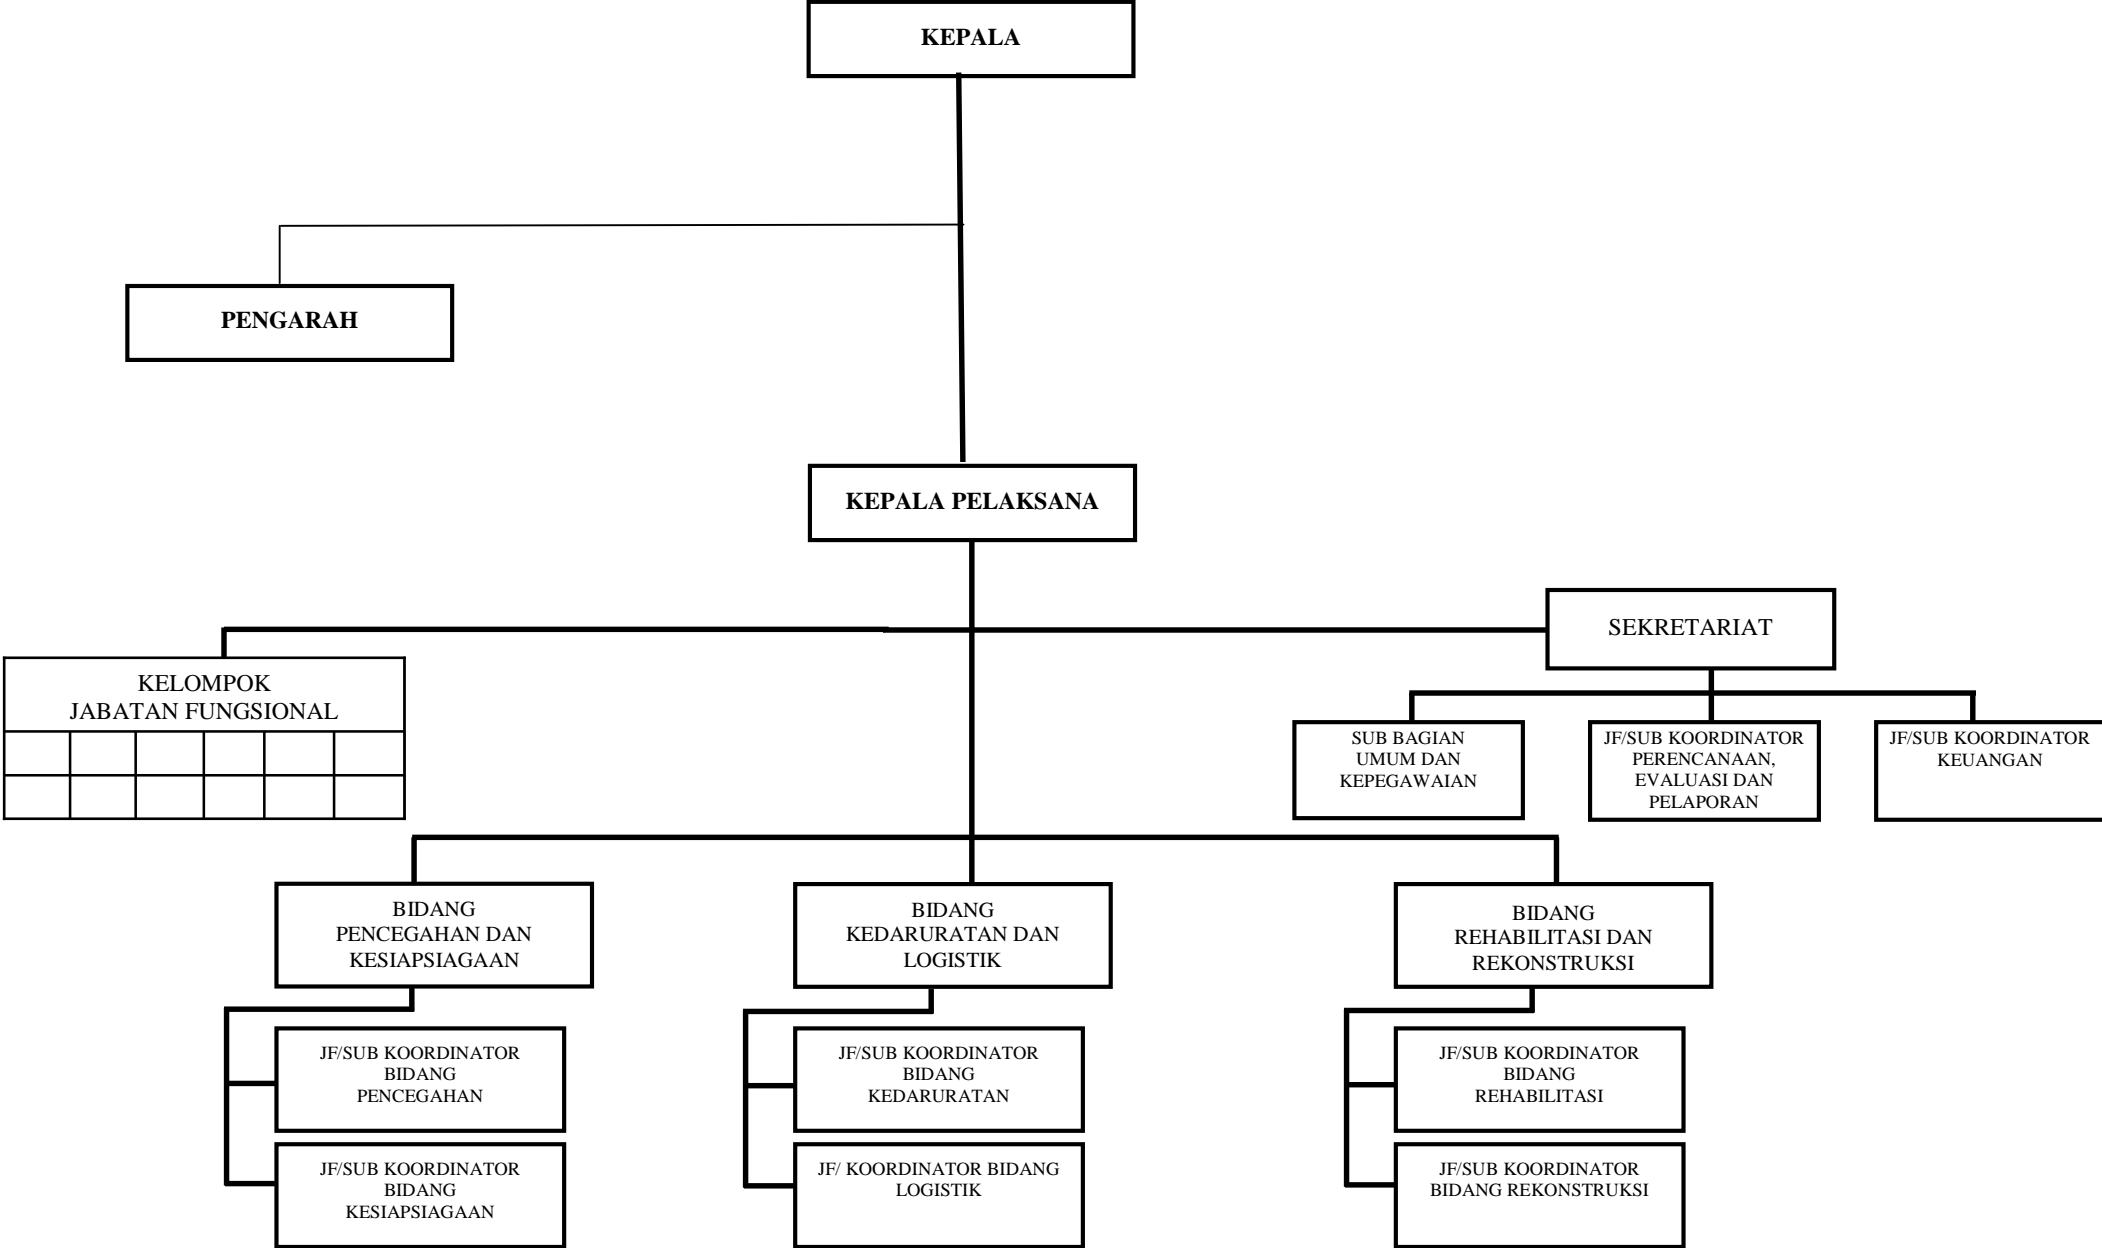 KEPALA
PENGARAH
KEPALA PELAKSANA
SEKRETARIAT
KELOMPOK
JABATAN FUNGSIONAL
SUB BAGIAN
UMUM DAN
KEPEGAWAIAN
JF/SUB KOORDINATOR
PERENCANAAN,
EVALUASI DAN
PELAPORAN
JF/SUB KOORDINATOR
KEUANGAN
BIDANG
PENCEGAHAN DAN
KESIAPSIAGAAN
BIDANG
KEDARURATAN DAN
LOGISTIK
BIDANG
REHABILITASI DAN
REKONSTRUKSI
JF/SUB KOORDINATOR
BIDANG
PENCEGAHAN
JF/SUB KOORDINATOR
BIDANG
KEDARURATAN
JF/SUB KOORDINATOR
BIDANG
REHABILITASI
JF/SUB KOORDINATOR
BIDANG
KESIAPSIAGAAN
JF/ KOORDINATOR BIDANG
LOGISTIK
JF/SUB KOORDINATOR
BIDANG REKONSTRUKSI